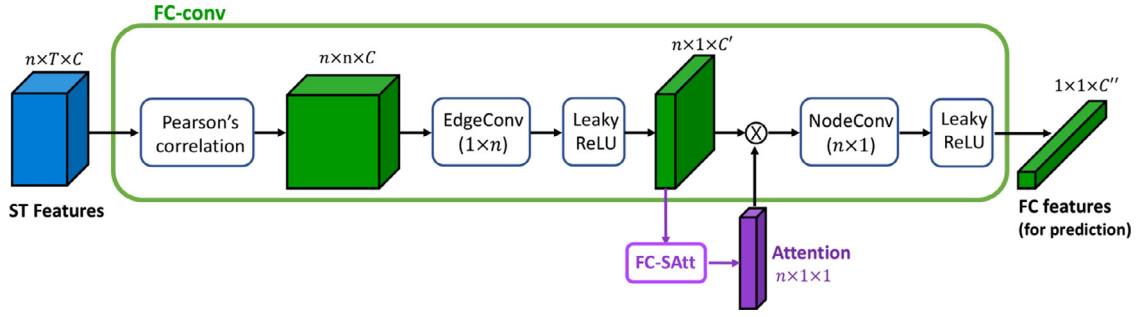 FC-conv
n×T×C
n×n×C
n×1×C'
1×1×C''
Pearson's
correlation
EdgeConv
(1×n)
Leaky
ReLU
NodeConv
(n×1)
Leaky
ReLU
ST Features
FC features
(for prediction)
FC-SAtt
Attention
n×1×1